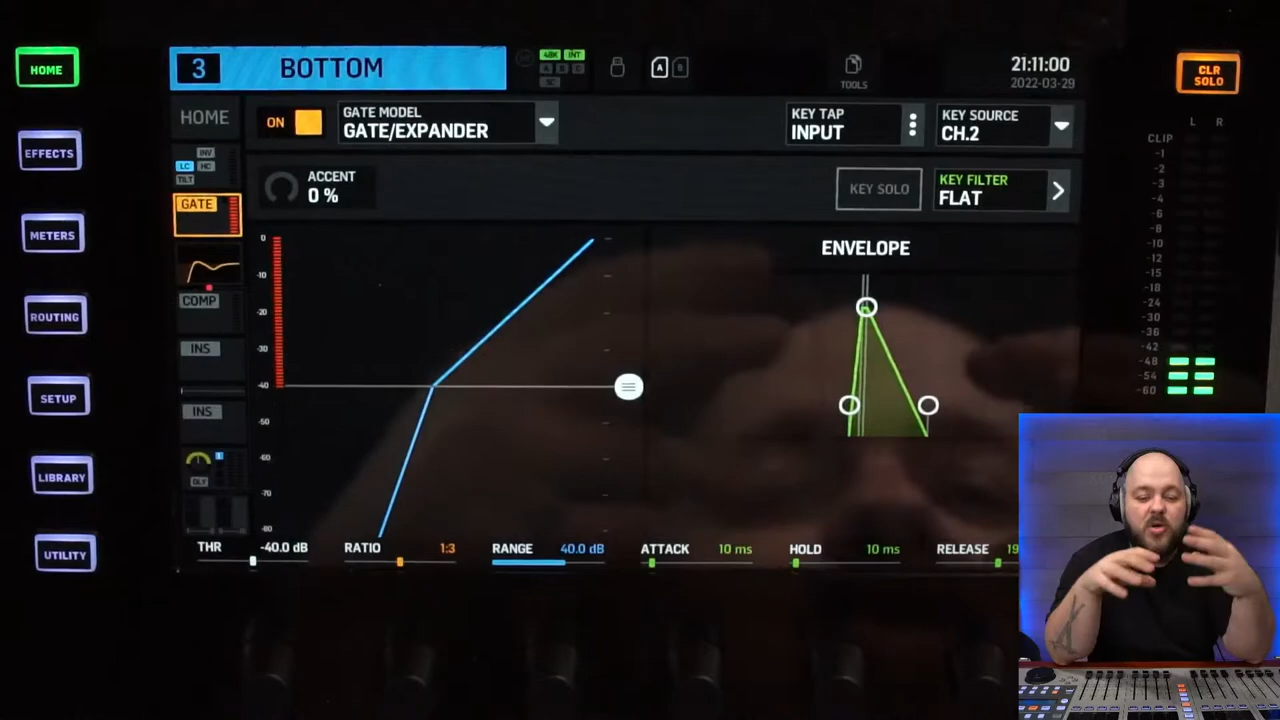 HOME
EFFECTS
METERS
ROUTING
SETUP
LIBRARY
UTILITY
3 BOTTOM
48K INT
A B C
SC
A B
TOOLS
21:11:00
2022-03-29
CLR
SOLO
HOME
ON
GATE MODEL
GATE/EXPANDER
KEY TAP
INPUT
KEY SOURCE
CH.2
INV
LC HC
TILT
ACCENT
0 %
KEY SOLO
KEY FILTER
FLAT
GATE
COMP
INS
INS
DLY
0
-10
-20
-30
-40
-50
-60
-70
-80
ENVELOPE
L R
CLIP
-1
-2
-3
-4
-6
-8
-10
-12
-15
-18
-24
-30
-36
-42
-48
-54
-60
THR -40.0 dB
RATIO 1:3
RANGE 40.0 dB
ATTACK 10 ms
HOLD 10 ms
RELEASE 19